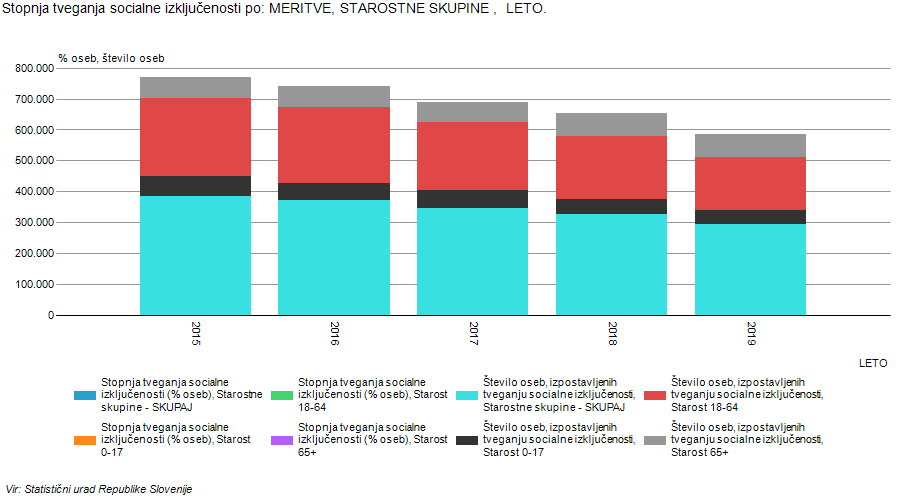 Stopnja tveganja socialne izključenosti po: MERITVE, STAROSTNE SKUPINE , LETO.
% oseb, število oseb
800.000
700.000
600.000
500.000
400.000
300.000
200.000
100.000
0
2015
2016
2017
2018
2019
LETO
Stopnja tveganja socialne
izključenosti (% oseb), Starostne
skupine - SKUPAJ
Stopnja tveganja socialne
izključenosti (% oseb), Starost
18-64
Število oseb, izpostavljenih
tveganju socialne izključenosti,
Starostne skupine - SKUPAJ
Število oseb, izpostavljenih
tveganju socialne izključenosti,
Starost 18-64
Stopnja tveganja socialne
izključenosti (% oseb), Starost
0-17
Stopnja tveganja socialne
izključenosti (% oseb), Starost
65+
Število oseb, izpostavljenih
tveganju socialne izključenosti,
Starost 0-17
Število oseb, izpostavljenih
tveganju socialne izključenosti,
Starost 65+
Vir: Statistični urad Republike Slovenije